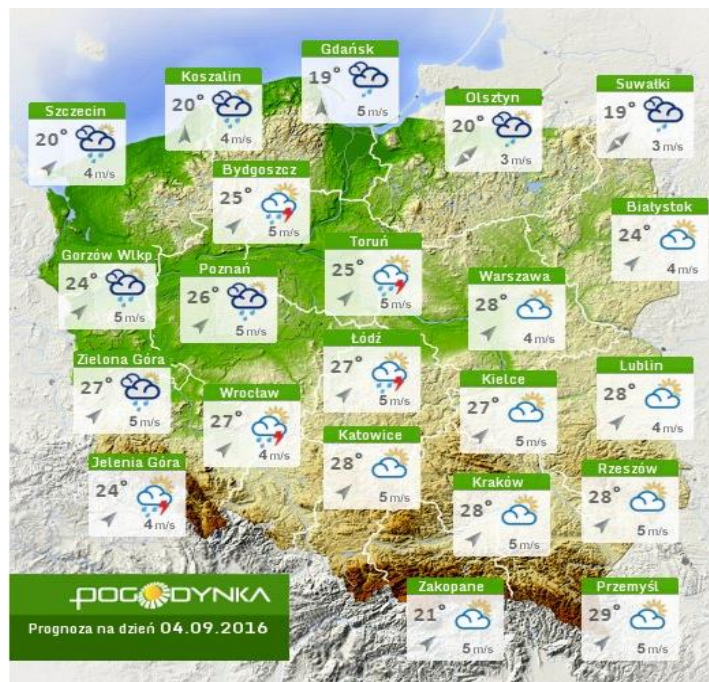 Gdańsk
19°
5 m/s
Koszalin
20°
4 m/s
Szczecin
20°
4 m/s
Olsztyn
20°
3 m/s
Suwałki
19°
3 m/s
Bydgoszcz
25°
5 m/s
Białystok
24°
4 m/s
Gorzów Wlkp
24°
5 m/s
Poznań
26°
5 m/s
Toruń
25°
5 m/s
Warszawa
28°
4 m/s
Zielona Góra
27°
5 m/s
Łódź
27°
5 m/s
Wrocław
27°
4 m/s
Kielce
27°
5 m/s
Lublin
28°
4 m/s
Jelenia Góra
24°
4 m/s
Katowice
28°
5 m/s
Kraków
28°
5 m/s
Rzeszów
28°
5 m/s
Zakopane
21°
5 m/s
Przemyśl
29°
5 m/s
POGODYNKA
Prognoza na dzień 04.09.2016